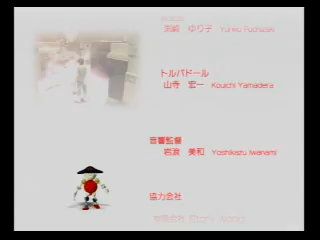 渕崎 ゆり子 Yuriko Fuchizaki
トルバドール
山寺 宏一 Kouichi Yamadera
音響監督
岩浪 美和 Yoshikazu Iwanami
協力会社